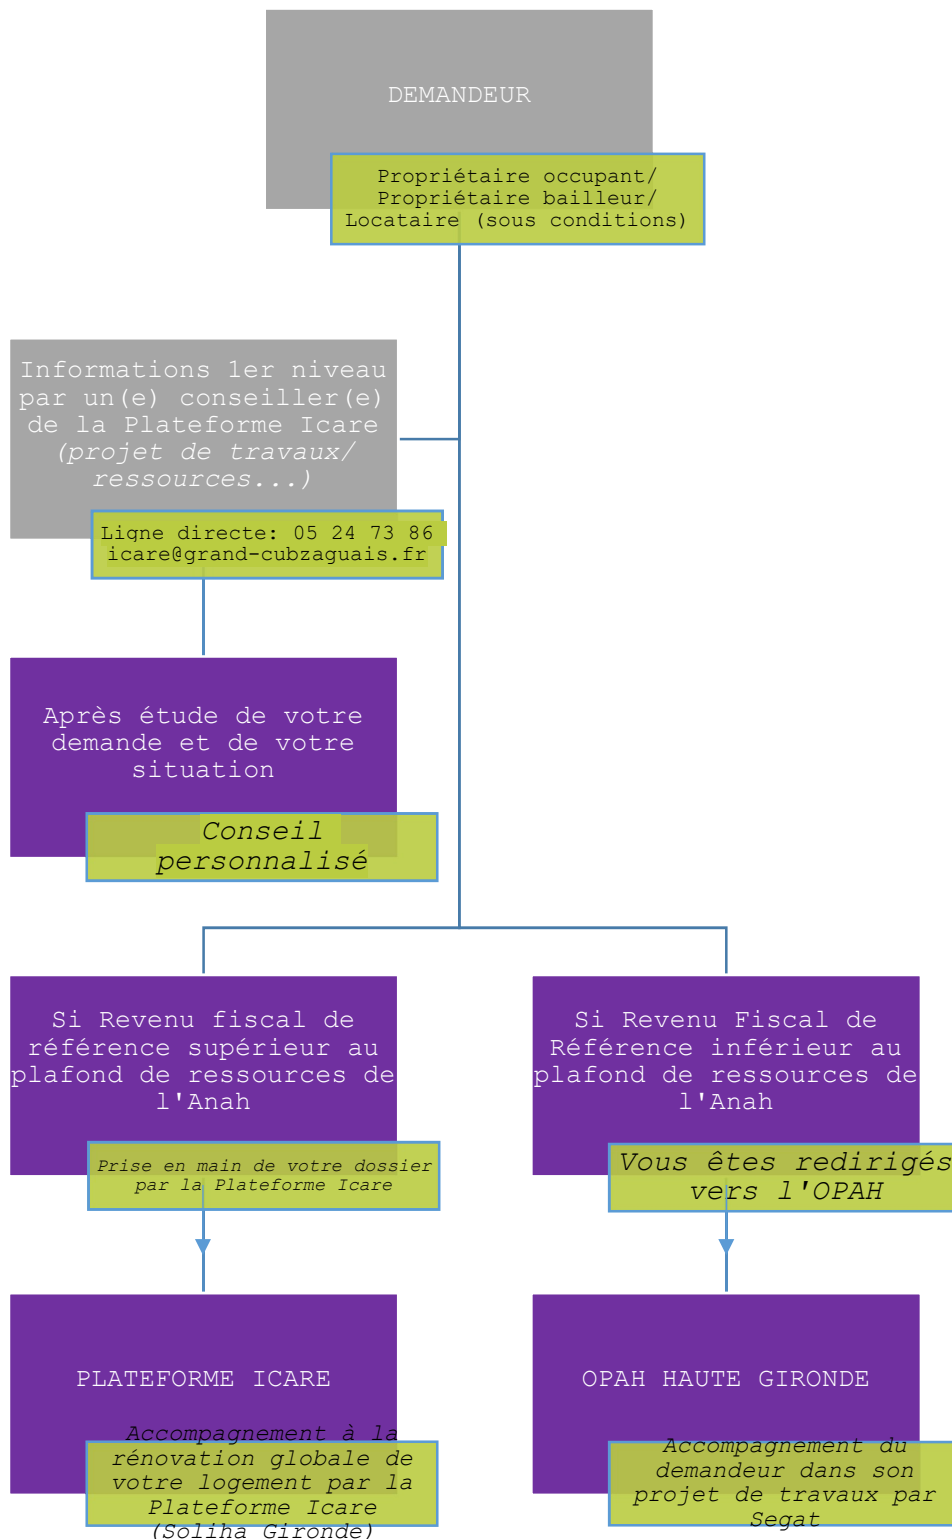 DEMANDEUR
Propriétaire occupant/
Propriétaire bailleur/
Locataire (sous conditions)
Informations 1er niveau
par un(e) conseiller(e)
de la Plateforme Icare
(projet de travaux/
ressources...)
Ligne directe: 05 24 73 86
icare@grand-cubzaguais.fr
Après étude de votre
demande et de votre
situation
Conseil
personnalisé
Si Revenu fiscal de
référence supérieur au
plafond de ressources de
l'Anah
Prise en main de votre dossier
par la Plateforme Icare
Si Revenu Fiscal de
Référence inférieur au
plafond de ressources de
l'Anah
Vous êtes redirigés
vers l'OPAH
PLATEFORME ICARE
Accompagnement à la
rénovation globale de
votre logement par la
Plateforme Icare
(Soliha Gironde)
OPAH HAUTE GIRONDE
Accompagnement du
demandeur dans son
projet de travaux par
Segat